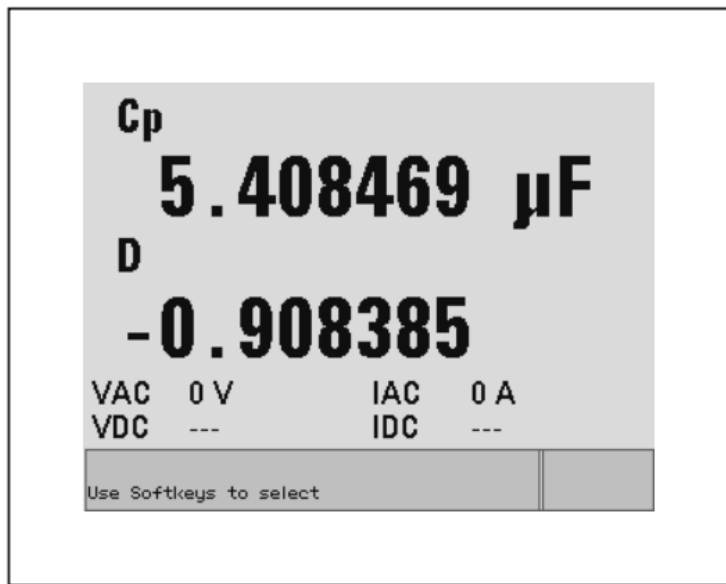 Cp
5.408469 µF
D
-0.908385
VAC 0 V IAC 0 A
VDC --- IDC ---
Use Softkeys to select